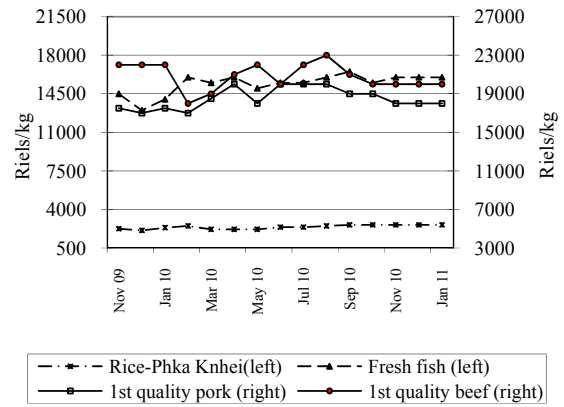 21500 27000
18000 23000
14500 19000
11000 15000
7500 11000
4000 7000
500 3000
Riels/kg
Riels/kg
Nov 09 Jan 10 Mar 10 May 10 Jul 10 Sep 10 Nov 10 Jan 11
Rice-Phka Knhei(left) Fresh fish (left)
1st quality pork (right) 1st quality beef (right)